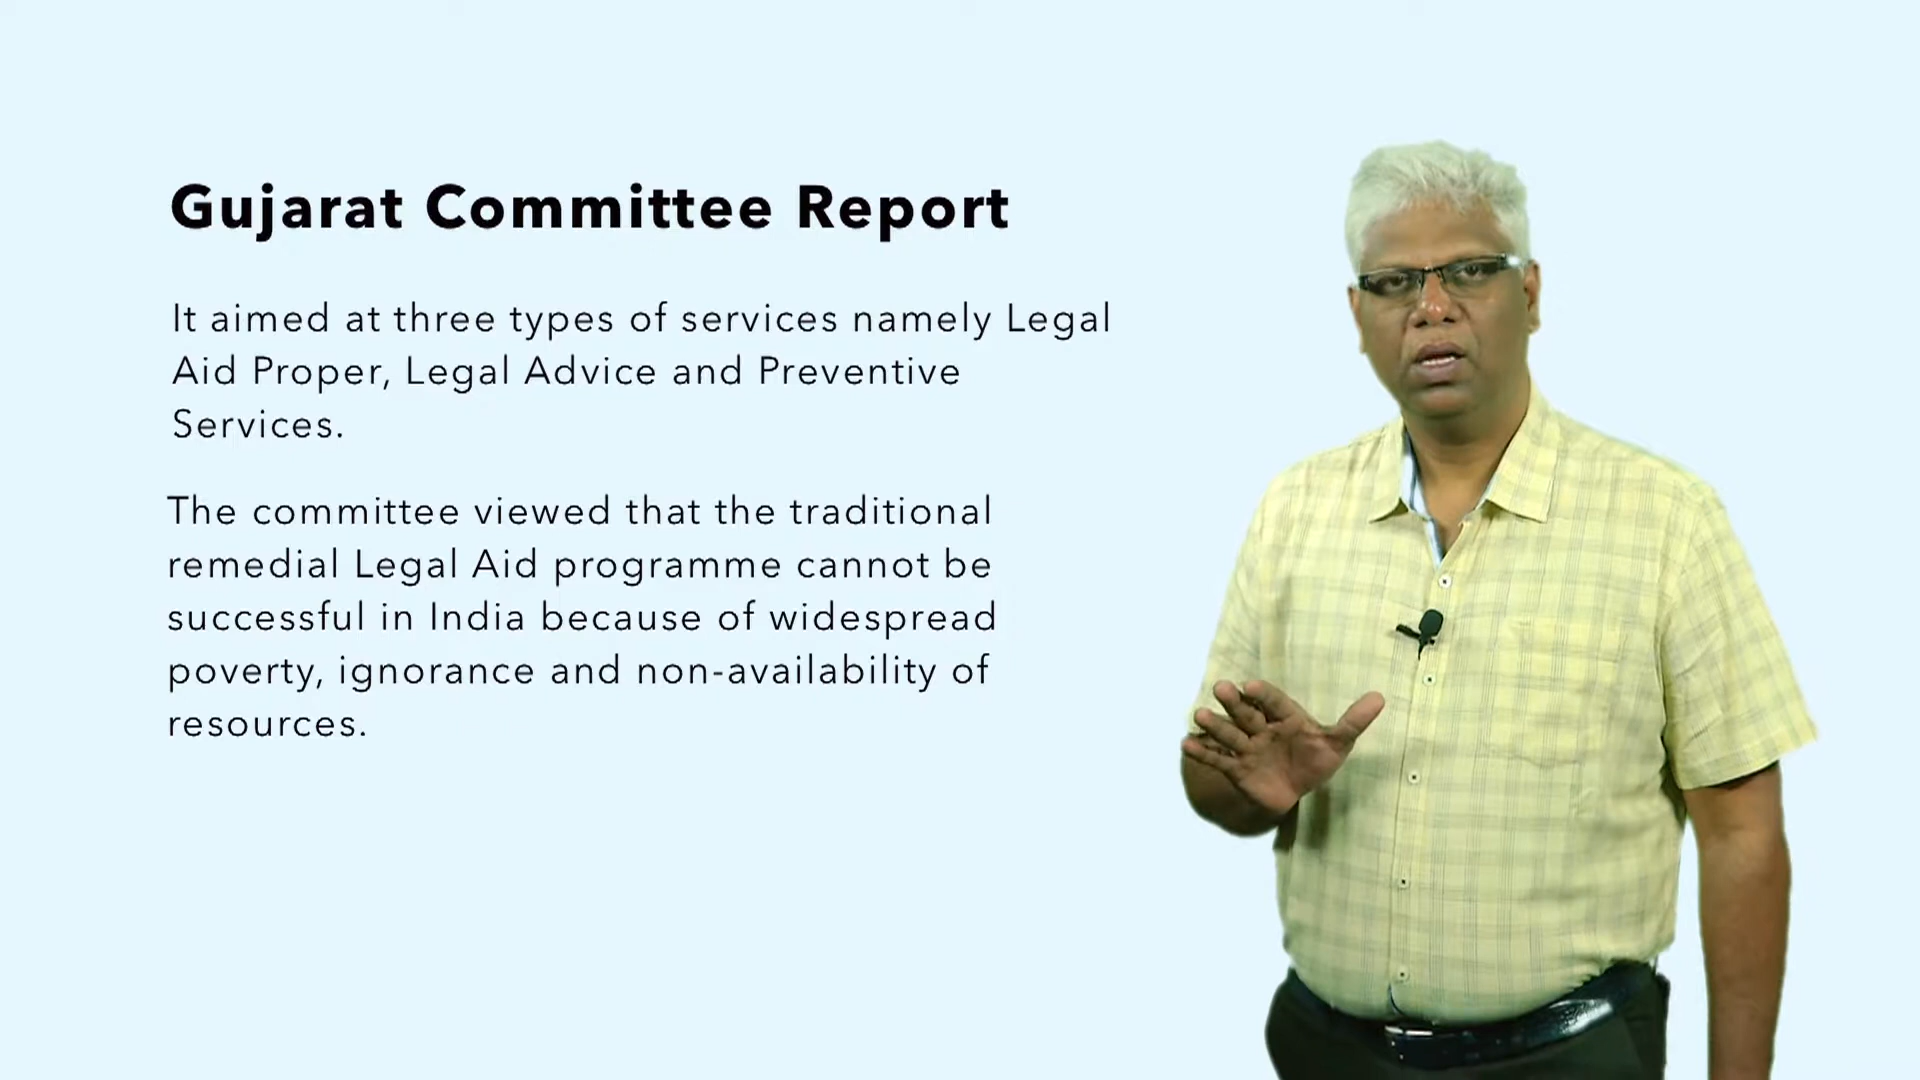 Gujarat Committee Report
It aimed at three types of services namely Legal
Aid Proper, Legal Advice and Preventive
Services.
The committee viewed that the traditional
remedial Legal Aid programme cannot be
successful in India because of widespread
poverty, ignorance and non-availability of
resources.